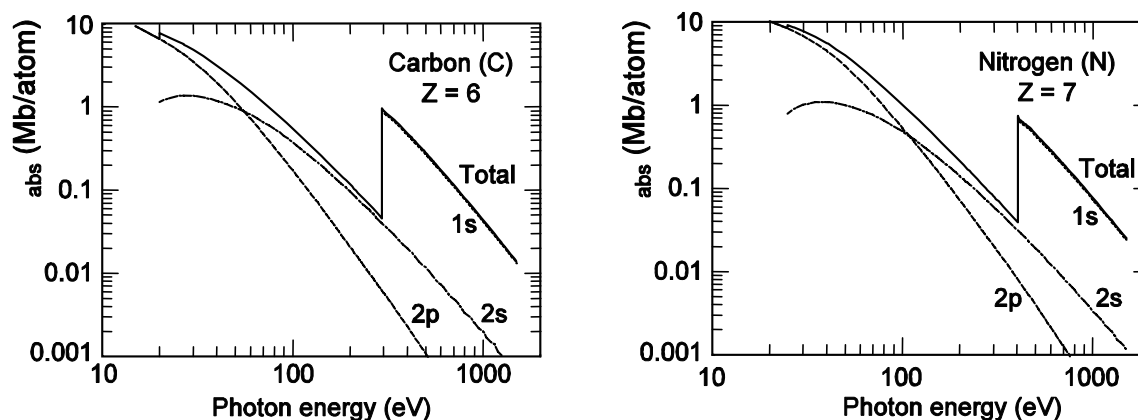 abs (Mb/atom)
10
1
0.1
0.01
0.001
Carbon (C)
Z = 6
Total
1s
2p
2s
10
100
1000
Photon energy (eV)
abs (Mb/atom)
10
1
0.1
0.01
0.001
Nitrogen (N)
Z = 7
Total
1s
2p
2s
10
100
1000
Photon energy (eV)